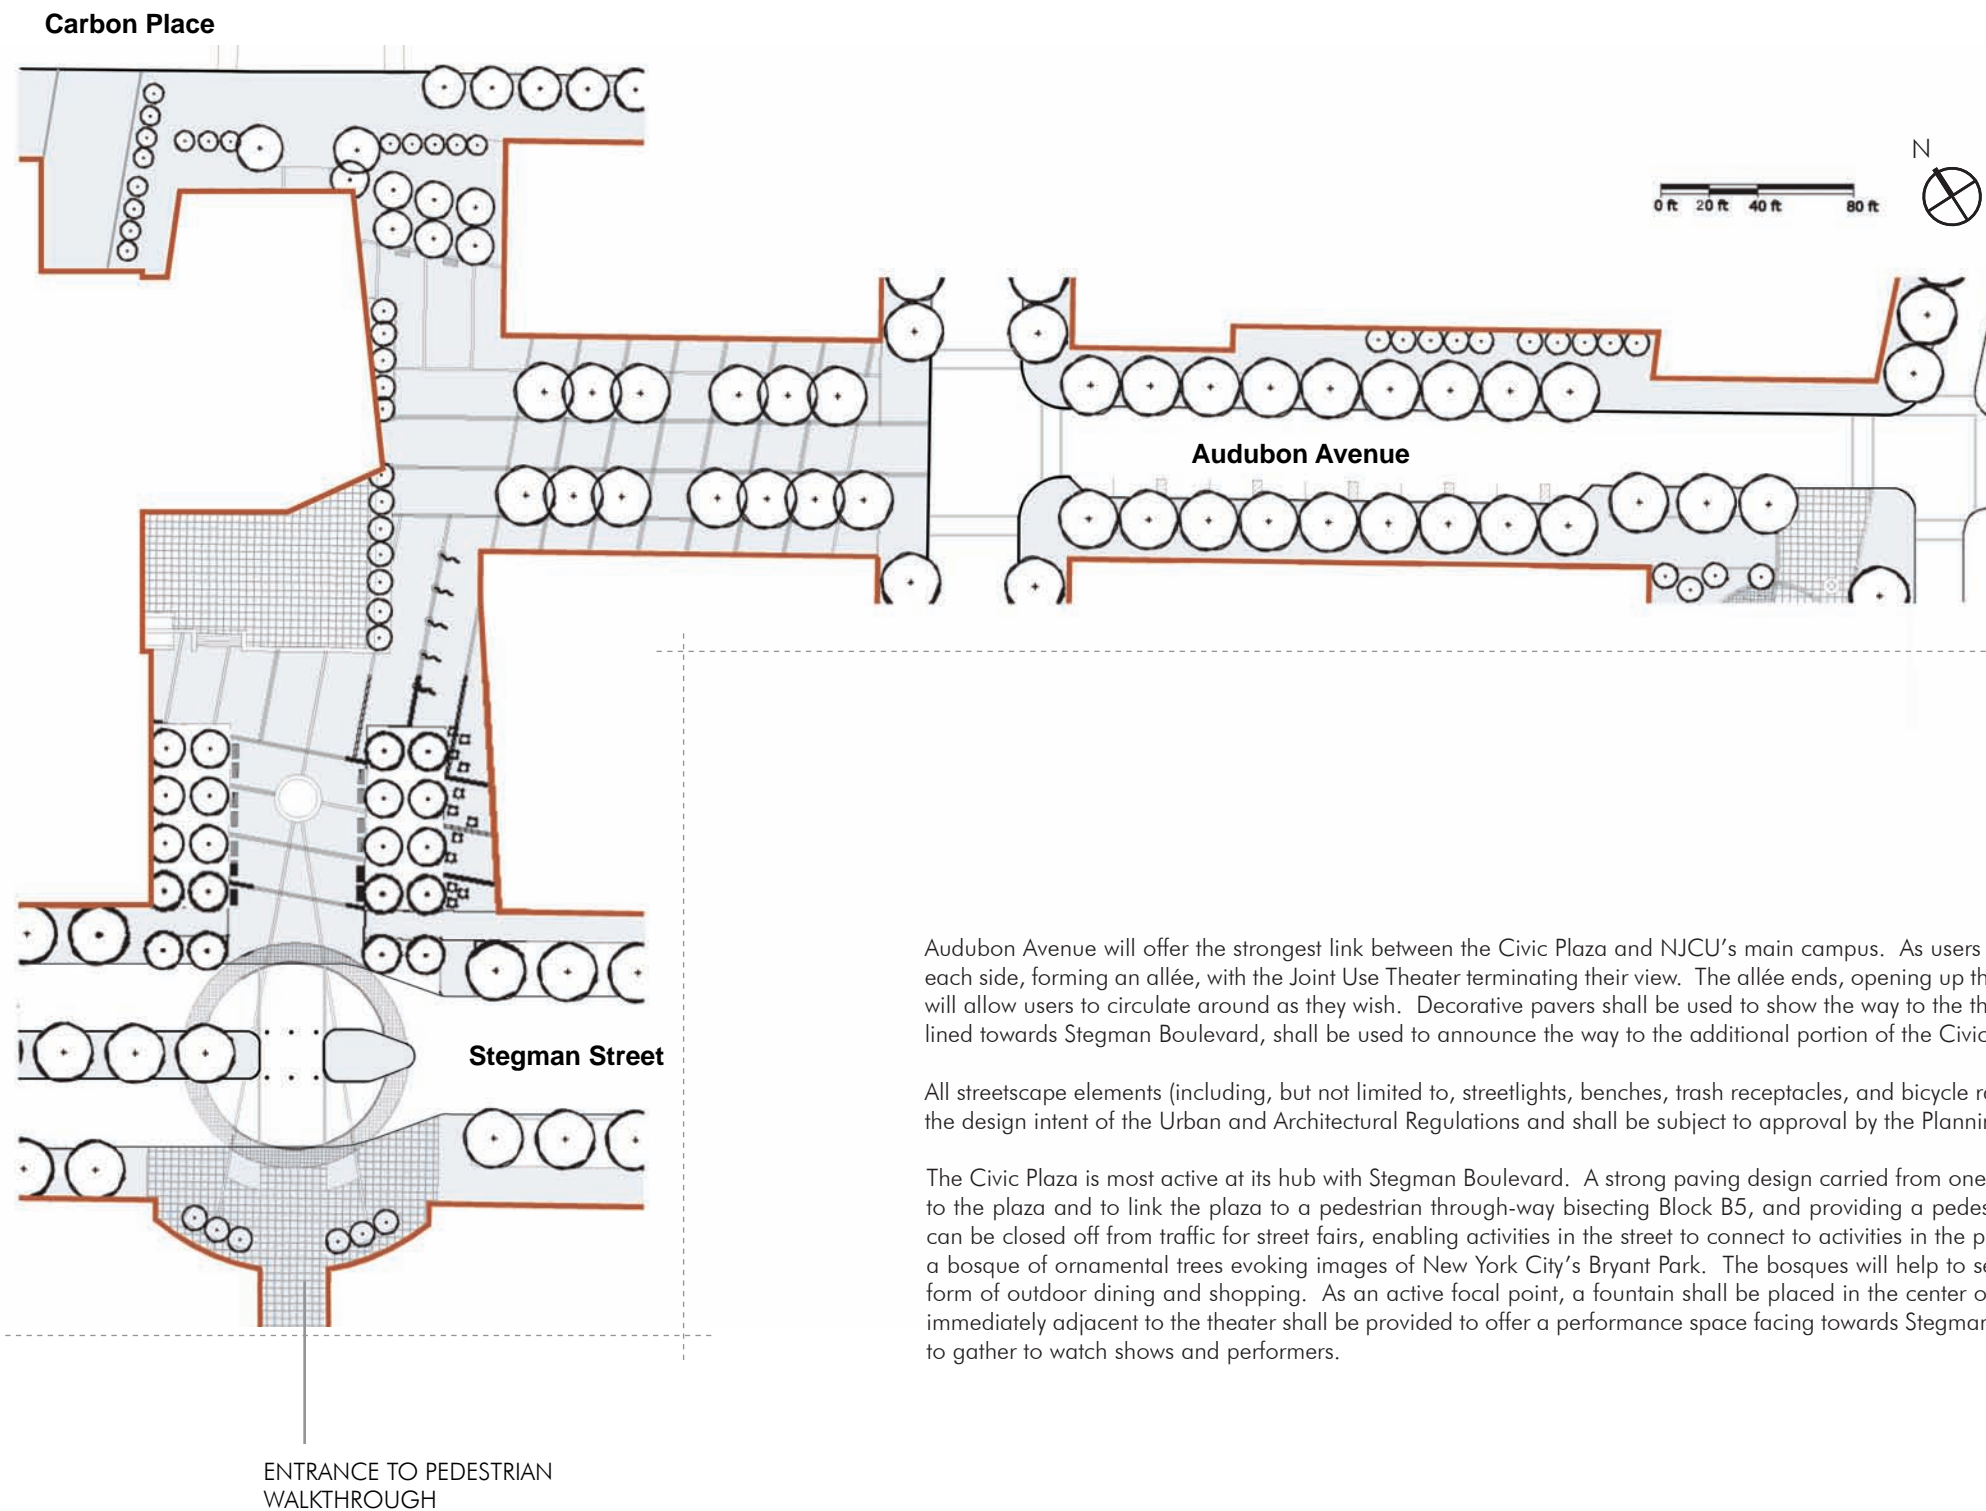 Carbon Place
N
0 ft 20 ft 40 ft 80 ft
Audubon Avenue
Stegman Street
Audubon Avenue will offer the strongest link between the Civic Plaza and NJCU's main campus. As users
each side, forming an allée, with the Joint Use Theater terminating their view. The allée ends, opening up th
will allow users to circulate around as they wish. Decorative pavers shall be used to show the way to the th
lined towards Stegman Boulevard, shall be used to announce the way to the additional portion of the Civic
All streetscape elements (including, but not limited to, streetlights, benches, trash receptacles, and bicycle r
the design intent of the Urban and Architectural Regulations and shall be subject to approval by the Plannin
The Civic Plaza is most active at its hub with Stegman Boulevard. A strong paving design carried from one
to the plaza and to link the plaza to a pedestrian through-way bisecting Block B5, and providing a pedes
can be closed off from traffic for street fairs, enabling activities in the street to connect to activities in the p
a bosque of ornamental trees evoking images of New York City's Bryant Park. The bosques will help to se
form of outdoor dining and shopping. As an active focal point, a fountain shall be placed in the center o
immediately adjacent to the theater shall be provided to offer a performance space facing towards Stegman
to gather to watch shows and performers.
ENTRANCE TO PEDESTRIAN
WALKTHROUGH